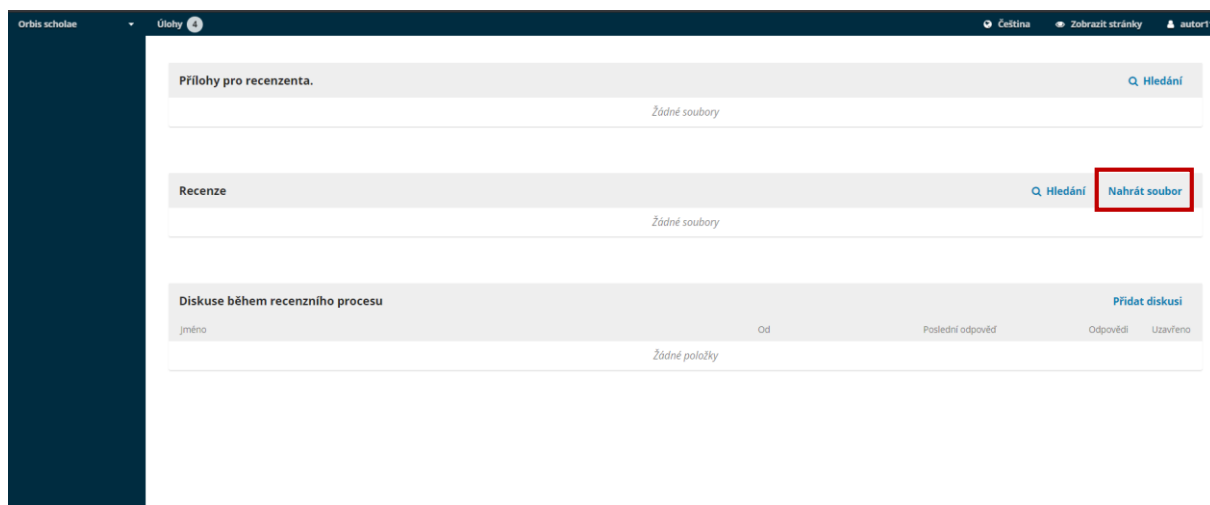 Orbis scholae Úlohy 4 Čeština Zobrazit stránky autor1
Přílohy pro recenzenta. Hledání
Žádné soubory
Recenze Hledání Nahrát soubor
Žádné soubory
Diskuse během recenzního procesu Přidat diskusi
Jméno Od Poslední odpověď Odpovědi Uzavřeno
Žádné položky